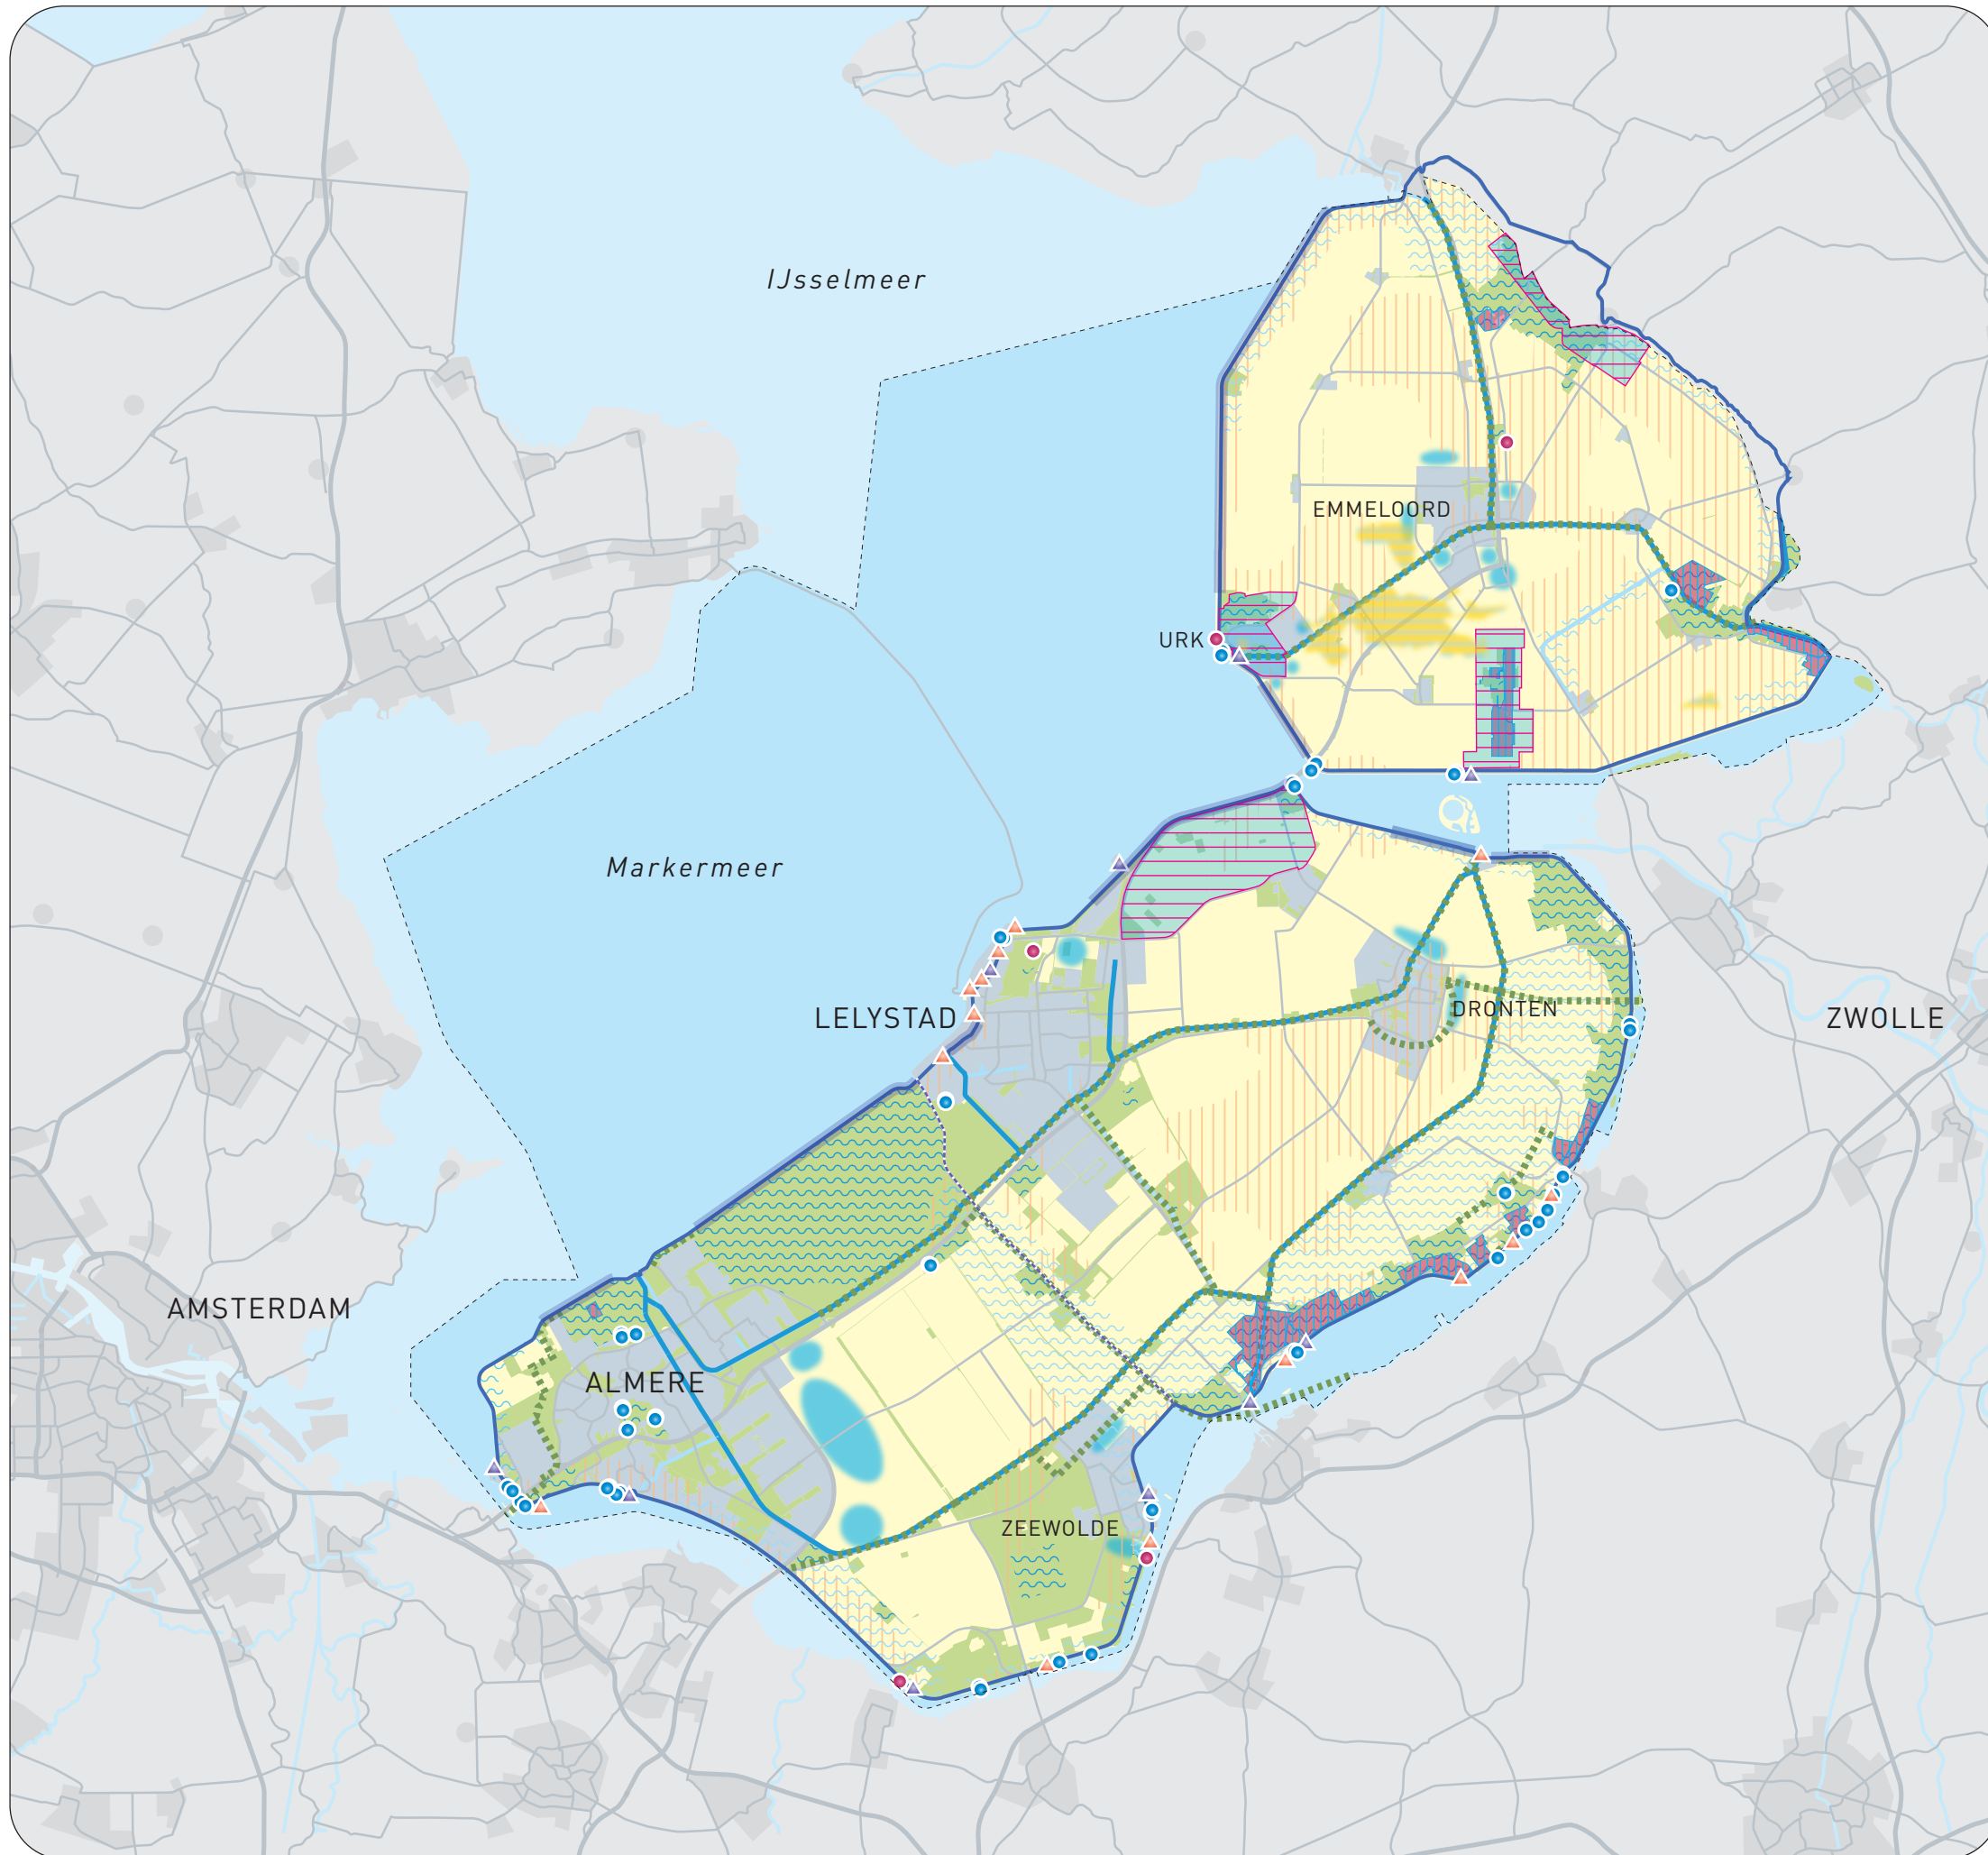 IJsselmeer
EMMELOORD
URK
Markermeer
LELYSTAD
DRONTEN
ZWOLLE
AMSTERDAM
ALMERE
ZEEWOLDE